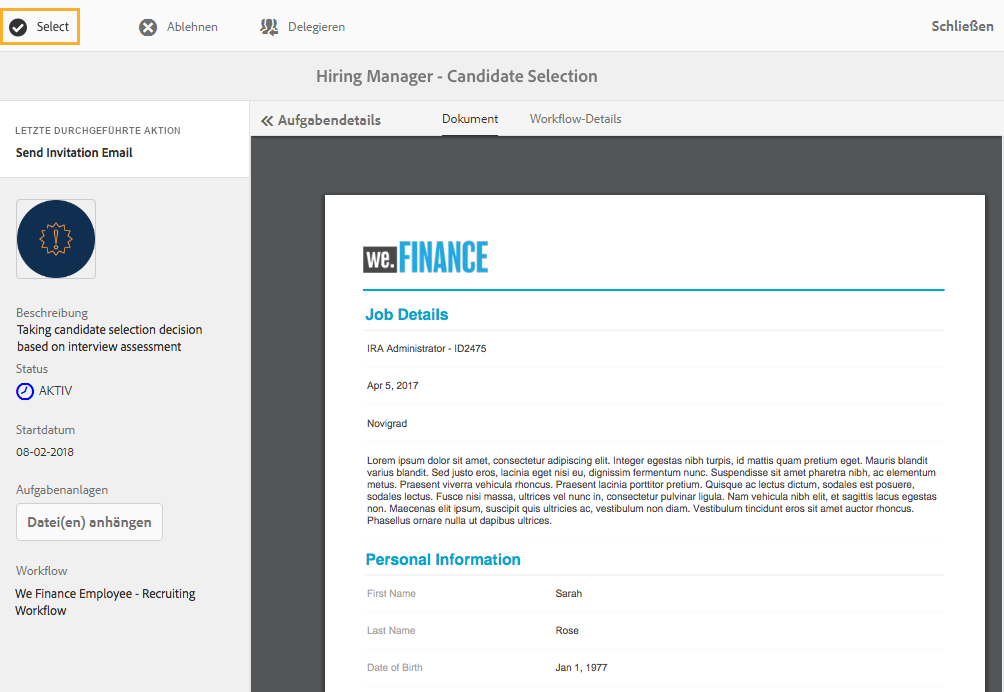 Select
Ablehnen
Delegieren
Schließen
Hiring Manager - Candidate Selection
LETZTE DURCHGEFÜHRTE AKTION
Send Invitation Email
Beschreibung
Taking candidate selection decision
based on interview assessment
Status
AKTIV
Startdatum
08-02-2018
Aufgabenanlagen
Datei(en) anhängen
Workflow
We Finance Employee - Recruiting
Workflow
Aufgabendetails
Dokument
Workflow-Details
we.FINANCE
Job Details
IRA Administrator - ID2475
Apr 5, 2017
Novigrad
Lorem ipsum dolor sit amet, consectetur adipiscing elit. Integer egestas nibh turpis, id mattis quam pretium eget. Mauris blandit
varius blandit. Sed justo eros, lacinia eget nisi eu, dignissim fermentum nunc. Suspendisse sit amet pharetra nibh, ac elementum
metus. Praesent viverra vehicula rhoncus. Praesent lacinia porttitor pretium. Quisque ac lectus dictum, sodales est posuere,
sodales lectus. Fusce nisi massa, ultrices vel nunc in, consectetur pulvinar ligula. Nam vehicula nibh elit, et sagittis lacus egestas
non. Maecenas elit ipsum, suscipit quis ultricies ac, vestibulum non diam. Vestibulum tincidunt eros sit amet auctor rhoncus.
Phasellus ornare nulla ut dapibus ultrices.
Personal Information
First Name Sarah
Last Name Rose
Date of Birth Jan 1, 1977